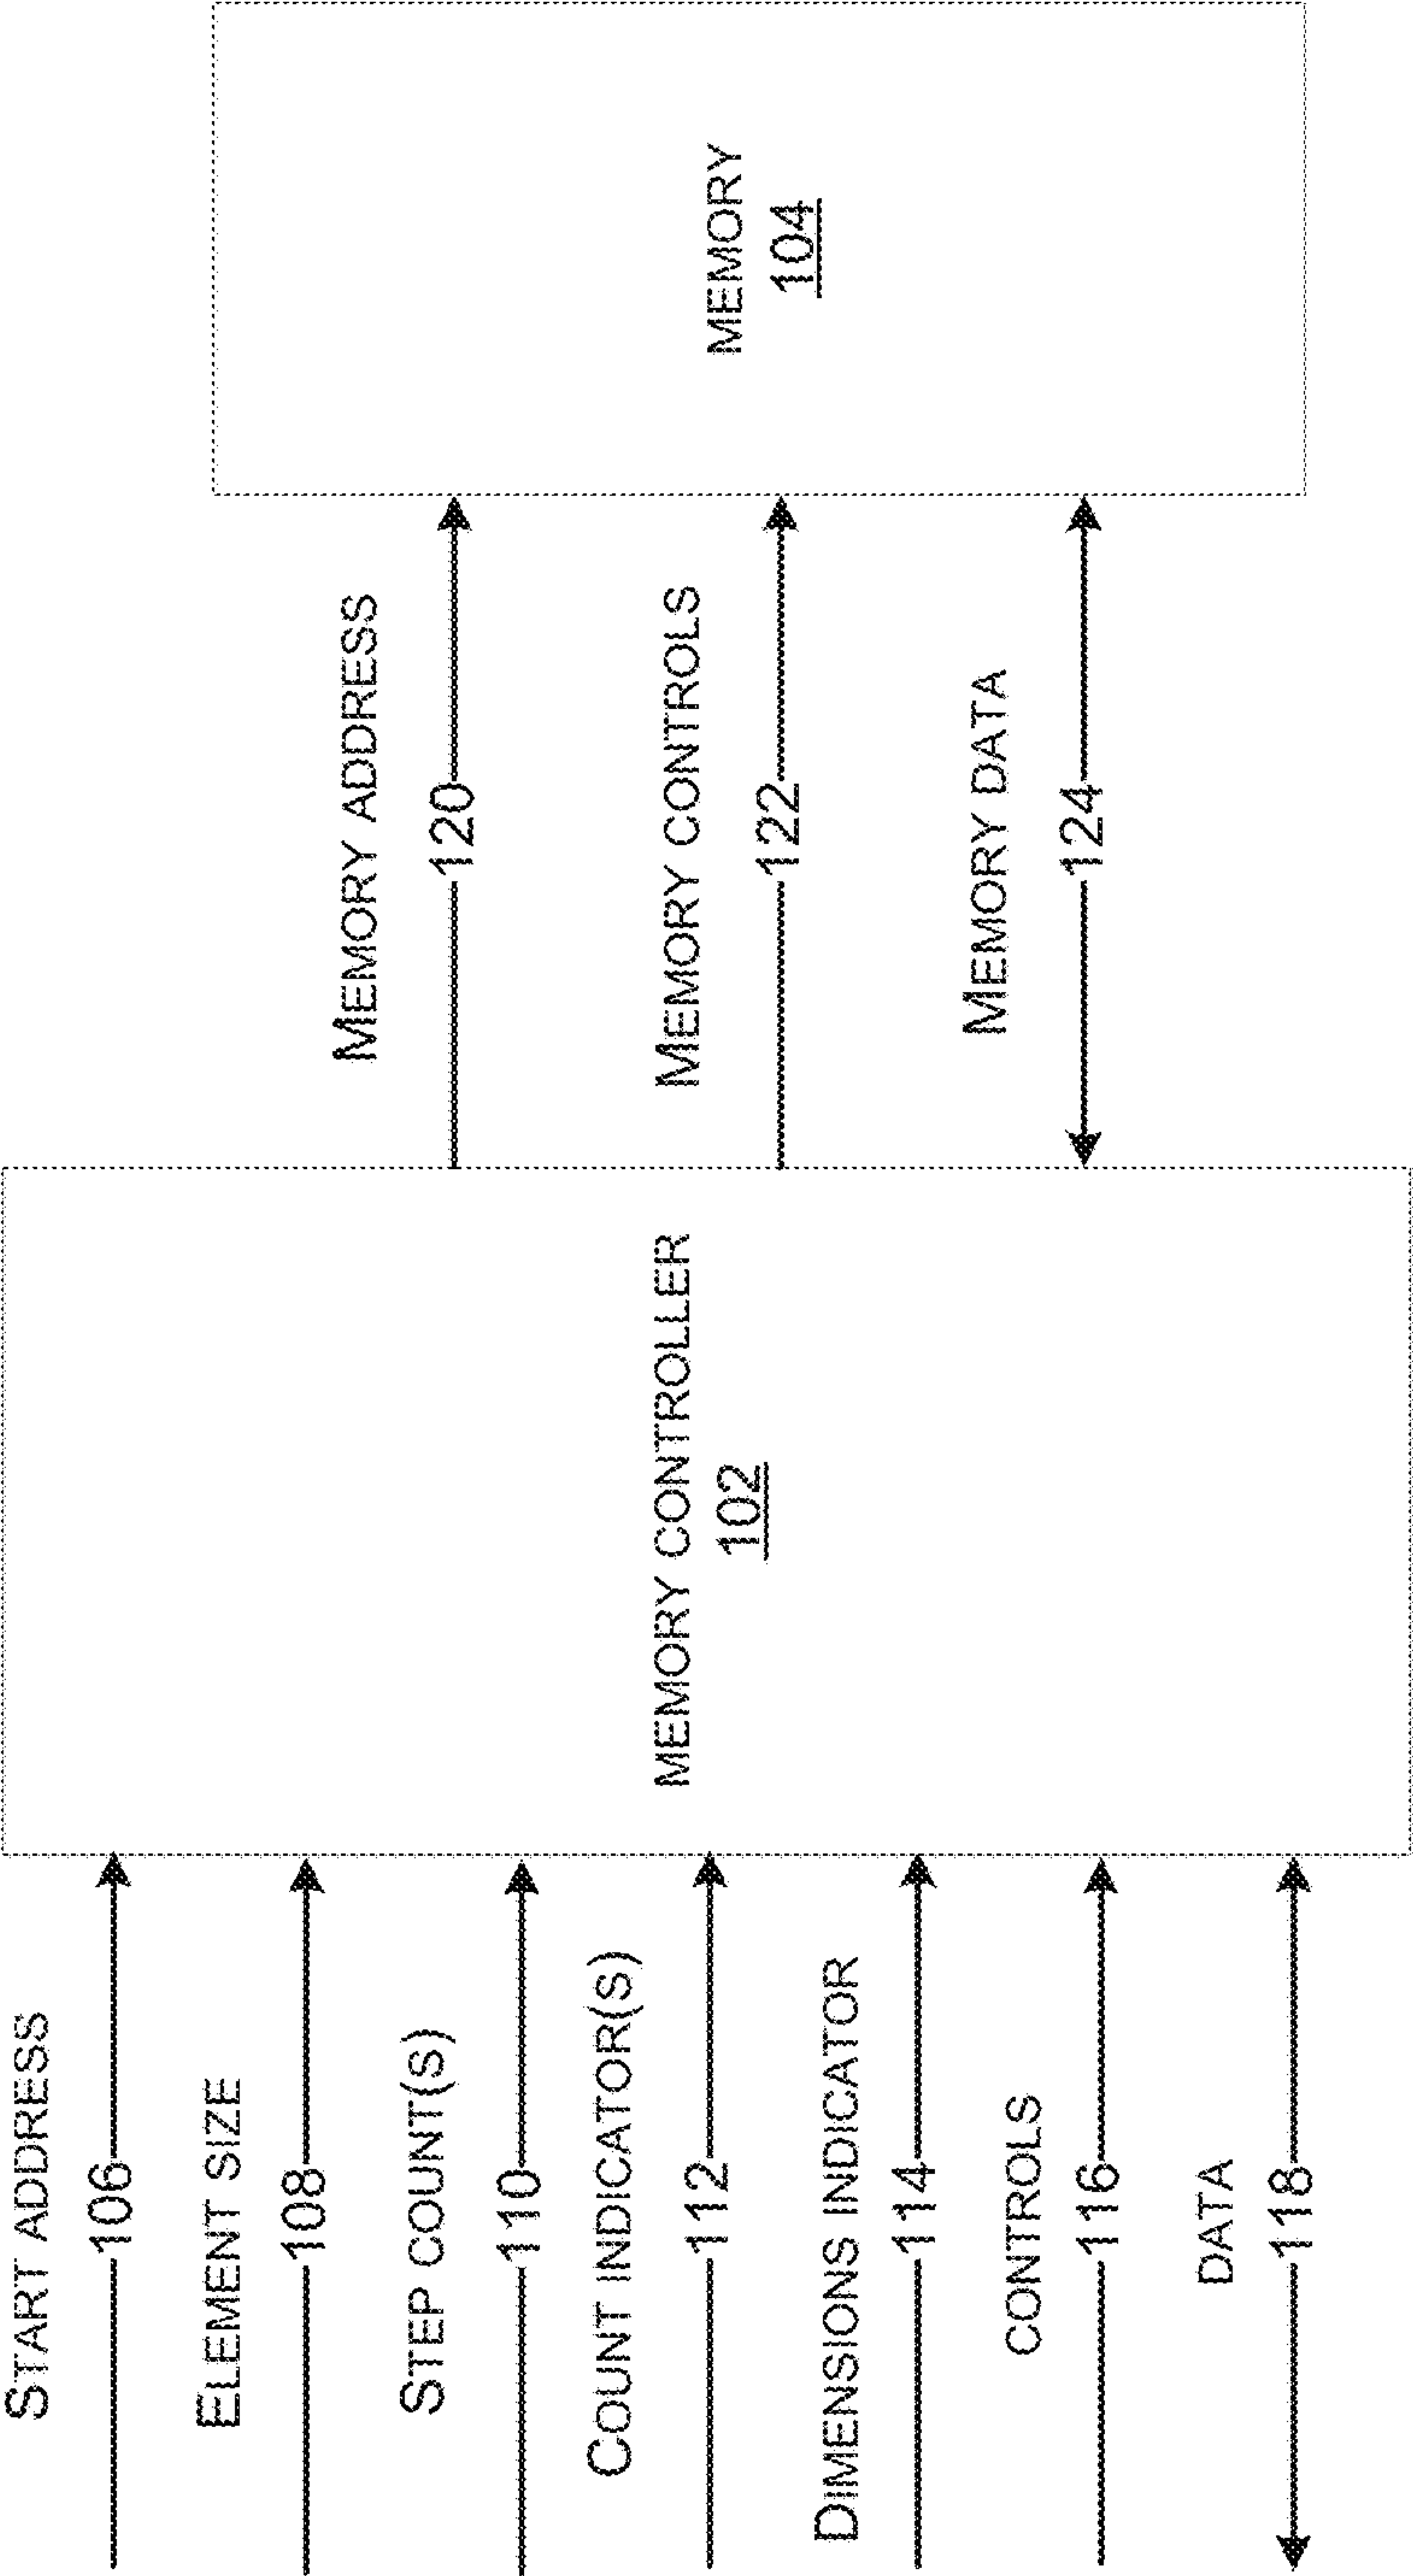 START ADDRESS
106
ELEMENT SIZE
108
STEP COUNT(S)
110
COUNT INDICATOR(S)
112
DIMENSIONS INDICATOR
114
CONTROLS
116
DATA
118
MEMORY CONTROLLER
102
MEMORY ADDRESS
120
MEMORY CONTROLS
122
MEMORY DATA
124
MEMORY
104